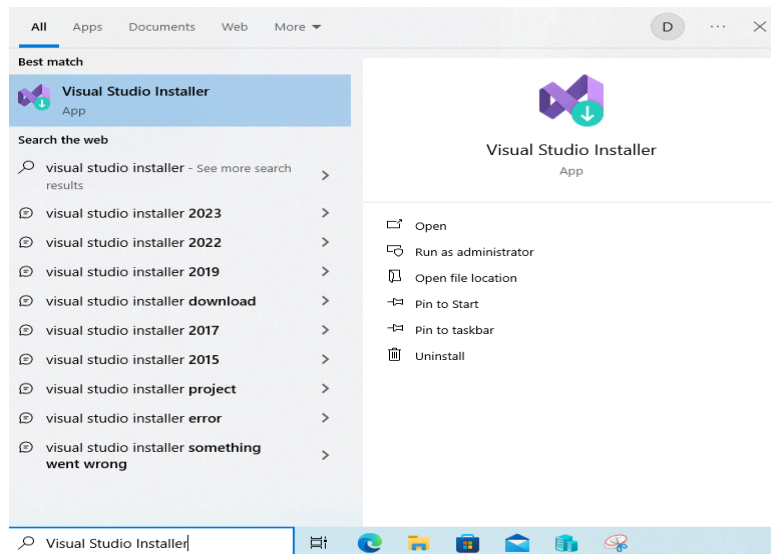 All Apps Documents Web More
D
Best match
Visual Studio Installer
App
Search the web
visual studio installer - See more search
results
visual studio installer 2023
visual studio installer 2022
visual studio installer 2019
visual studio installer download
visual studio installer 2017
visual studio installer 2015
visual studio installer project
visual studio installer error
visual studio installer something
went wrong
Visual Studio Installer
App
Open
Run as administrator
Open file location
Pin to Start
Pin to taskbar
Uninstall
Visual Studio Installer